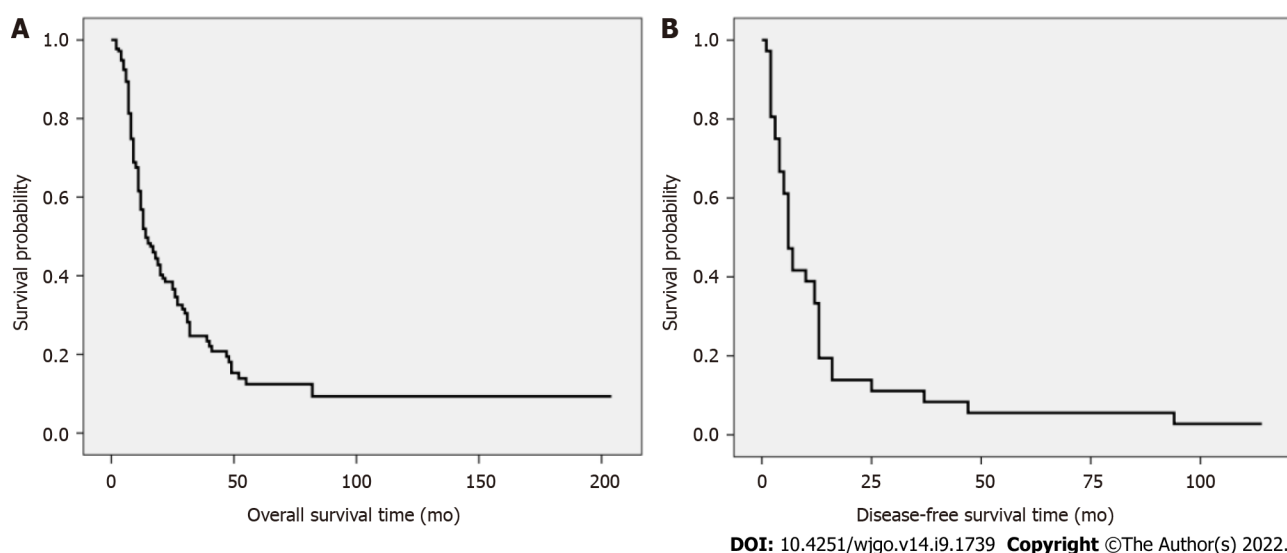 A
1.0
0.8
0.6
0.4
0.2
0.0
Survival probability
0 50 100 150 200
Overall survival time (mo)
B
1.0
0.8
0.6
0.4
0.2
0.0
Survival probability
0 25 50 75 100
Disease-free survival time (mo)
DOI: 10.4251/wjgo.v14.i9.1739 Copyright ©The Author(s) 2022.